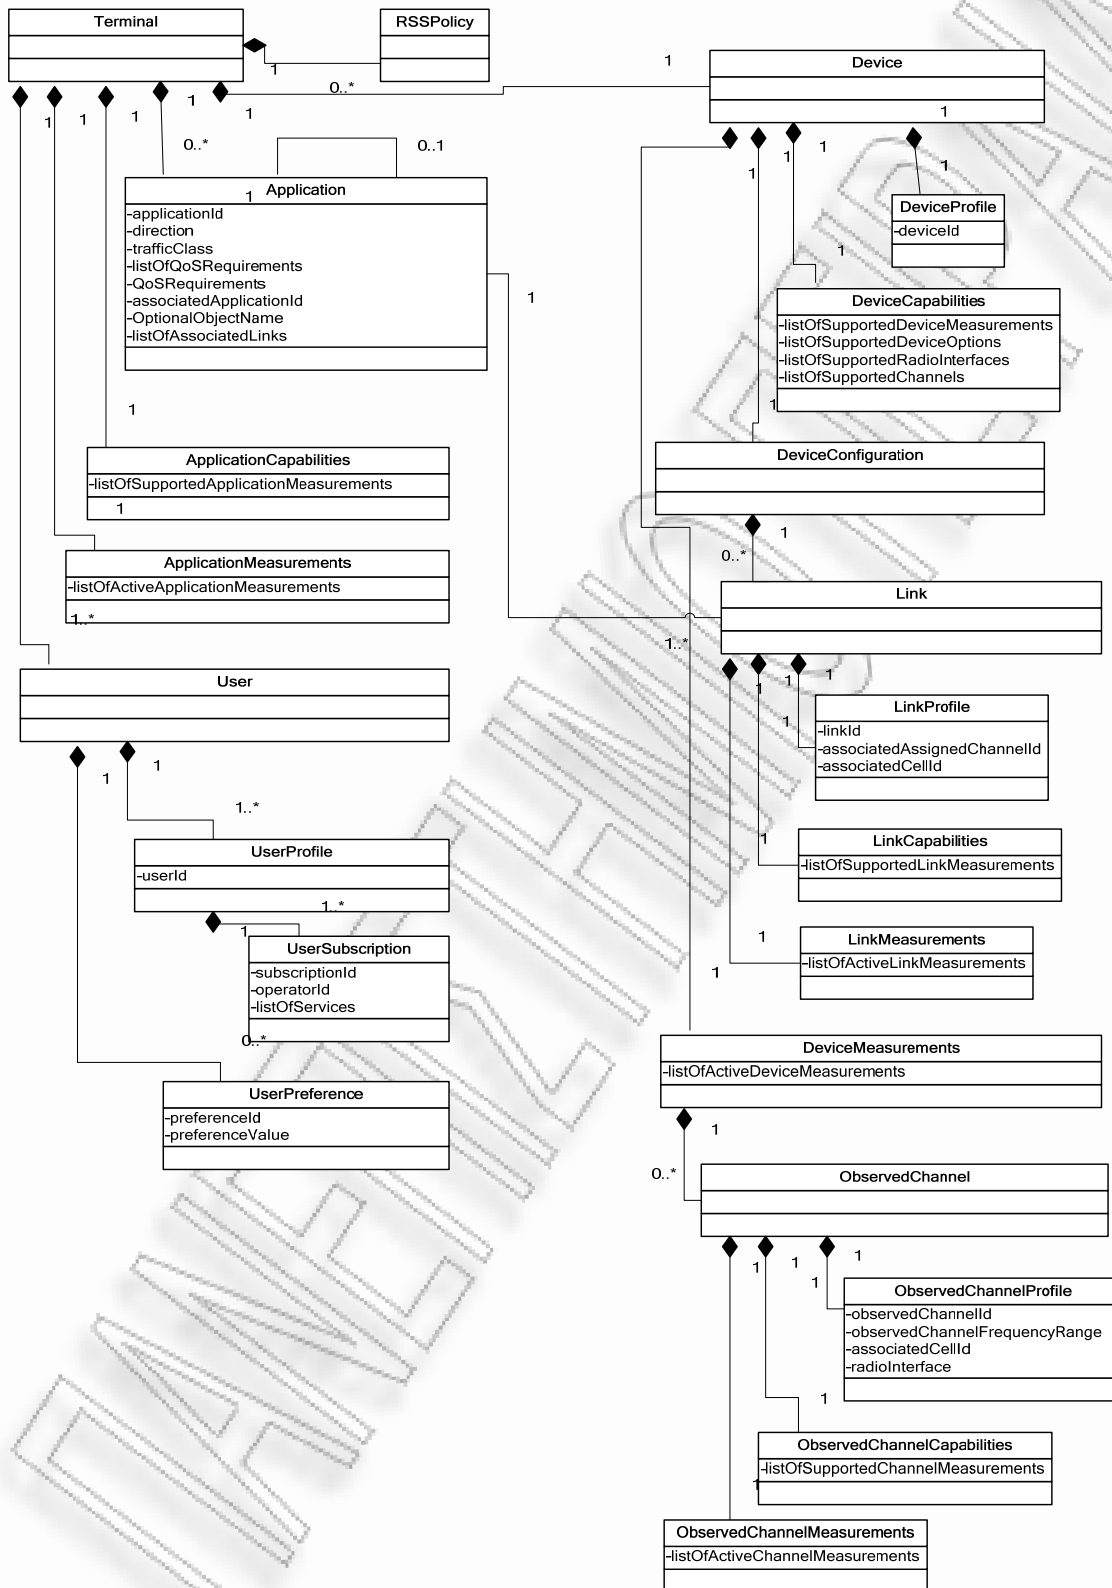 Terminal
RSSPolicy
1
0..*
1
Device
1
1
1
1
1
1
0..*
0..1
Application
1
-applicationId
-direction
-trafficClass
-listOfQoSRequirements
-QoSRequirements
-associatedApplicationId
-OptionalObjectName
-listOfAssociatedLinks
1
1
1
1
1
DeviceProfile
-deviceId
1
DeviceCapabilities
-listOfSupportedDeviceMeasurements
-listOfSupportedDeviceOptions
-listOfSupportedRadioInterfaces
-listOfSupportedChannels
1
1
ApplicationCapabilities
-listOfSupportedApplicationMeasurements
1
DeviceConfiguration
1
0..*
ApplicationMeasurements
-listOfActiveApplicationMeasurements
1..*
Link
1..*
1
1
1
User
1
1
1..*
1
LinkProfile
-linkId
-associatedAssignedChannelId
-associatedCellId
UserProfile
-userId
1..*
1
1
LinkCapabilities
-listOfSupportedLinkMeasurements
UserSubscription
-subscriptionId
-operatorId
-listOfServices
0..*
1
1
LinkMeasurements
-listOfActiveLinkMeasurements
UserPreference
-preferenceId
-preferenceValue
DeviceMeasurements
-listOfActiveDeviceMeasurements
1
0..*
ObservedChannel
1
1
1
1
ObservedChannelProfile
-observedChannelId
-observedChannelFrequencyRange
-associatedCellId
-radioInterface
1
ObservedChannelCapabilities
-listOfSupportedChannelMeasurements
1
ObservedChannelMeasurements
-listOfActiveChannelMeasurements